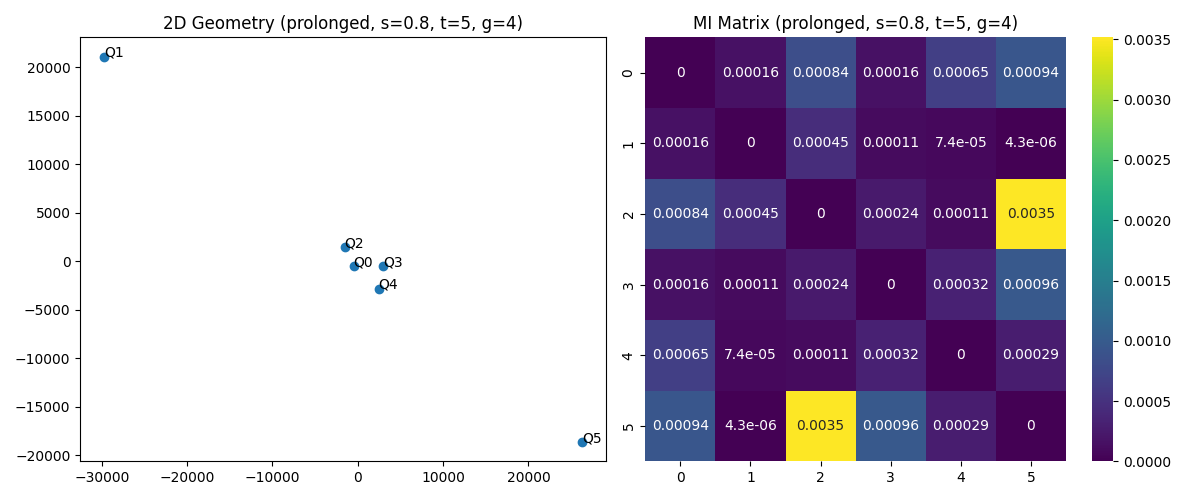 2D Geometry (prolonged, s=0.8, t=5, g=4)
20000
15000
10000
5000
0
−5000
−10000
−15000
−20000
Q1
Q2
Q0
Q3
Q4
Q5
−30000 −20000 −10000 0 10000 20000
MI Matrix (prolonged, s=0.8, t=5, g=4)
0 0 0.00016 0.00084 0.00016 0.00065 0.00094
1 0.00016 0 0.00045 0.00011 7.4e-05 4.3e-06
2 0.00084 0.00045 0 0.00024 0.00011 0.0035
3 0.00016 0.00011 0.00024 0 0.00032 0.00096
4 0.00065 7.4e-05 0.00011 0.00032 0 0.00029
5 0.00094 4.3e-06 0.0035 0.00096 0.00029 0
0 1 2 3 4 5
0.0035
0.0030
0.0025
0.0020
0.0015
0.0010
0.0005
0.0000